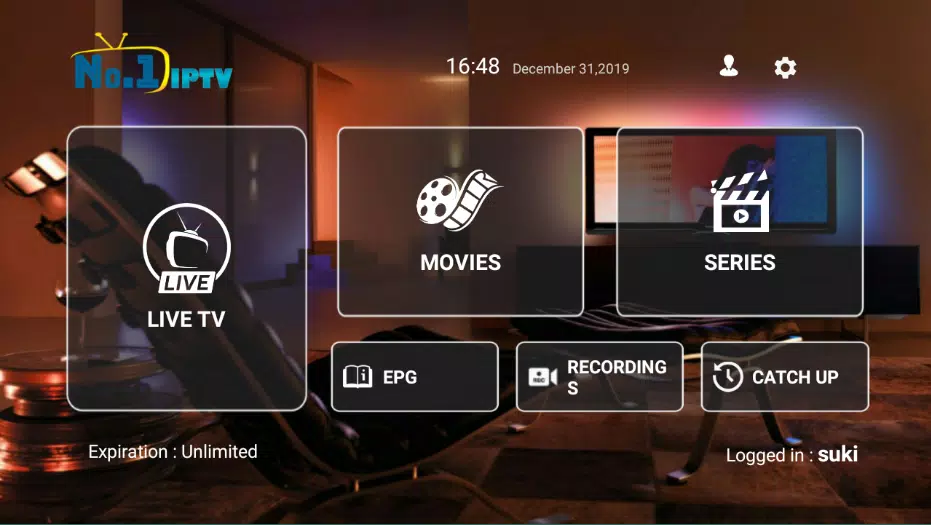 No.1 IPTV
16:48 December 31,2019
LIVE
LIVE TV
MOVIES
SERIES
EPG
REC
RECORDING
S
CATCH UP
Expiration : Unlimited
Logged in : suki